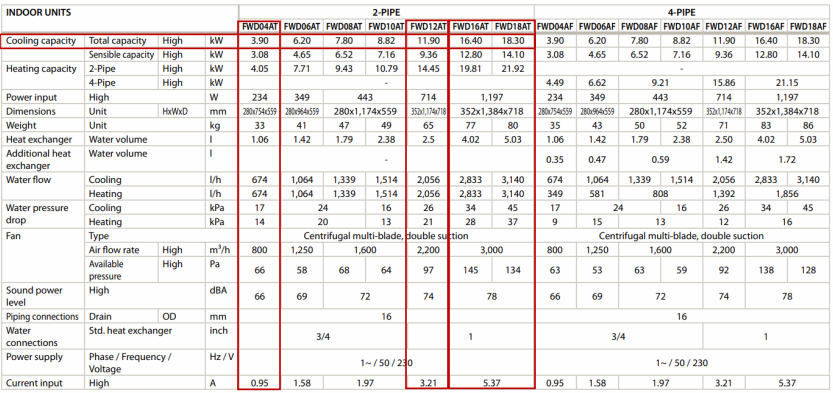 INDOOR UNITS 2-PIPE 4-PIPE
FWD04AT FWD06AT FWD08AT FWD10AT FWD12AT FWD16AT FWD18AT FWD04AF FWD06AF FWD08AF FWD10AF FWD12AF FWD16AF FWD18AF
Cooling capacity Total capacity High kW 3.90 6.20 7.80 8.82 11.90 16.40 18.30 3.90 6.20 7.80 8.82 11.90 16.40 18.30
Sensible capacity High kW 3.08 4.65 6.52 7.16 9.36 12.80 14.10 3.08 4.65 6.52 7.16 9.36 12.80 14.10
Heating capacity 2-Pipe High kW 4.05 7.71 9.43 10.79 14.45 19.81 21.92 -
4-Pipe High kW - 4.49 6.62 9.21 15.86 21.15
Power input High W 234 349 443 714 1,197 234 349 443 714 1,197
Dimensions Unit HxWxD mm 280x754x559 280x964x559 280x1,174x559 352x1,174x718 352x1,384x718 280x754x559 280x964x559 280x1,174x559 352x1,174x718 352x1,384x718
Weight Unit kg 33 41 47 49 65 77 80 35 43 50 52 71 83 86
Heat exchanger Water volume l 1.06 1.42 1.79 2.38 2.5 4.02 5.03 1.06 1.42 1.79 2.38 2.50 4.02 5.03
Additional heat exchanger Water volume l - 0.35 0.47 0.59 1.42 1.72
Water flow Cooling l/h 674 1,064 1,339 1,514 2,056 2,833 3,140 674 1,064 1,339 1,514 2,056 2,833 3,140
Heating l/h 674 1,064 1,339 1,514 2,056 2,833 3,140 349 581 808 1,392 1,856
Water pressure drop Cooling kPa 17 24 16 26 34 45 17 24 16 26 34 45
Heating kPa 14 20 13 21 28 37 9 15 13 12 16
Fan Type Centrifugal multi-blade, double suction Centrifugal multi-blade, double suction
Air flow rate High m³/h 800 1,250 1,600 2,200 3,000 800 1,250 1,600 2,200 3,000
Available pressure High Pa 66 58 68 64 97 145 134 63 53 63 59 92 138 128
Sound power level High dBA 66 69 72 74 78 66 69 72 74 78
Piping connections Drain OD mm 16 16
Water connections Std. heat exchanger inch 3/4 1 3/4 1
Power supply Phase / Frequency / Voltage Hz / V 1~ / 50 / 230 1~ / 50 / 230
Current input High A 0.95 1.58 1.97 3.21 5.37 0.95 1.58 1.97 3.21 5.37